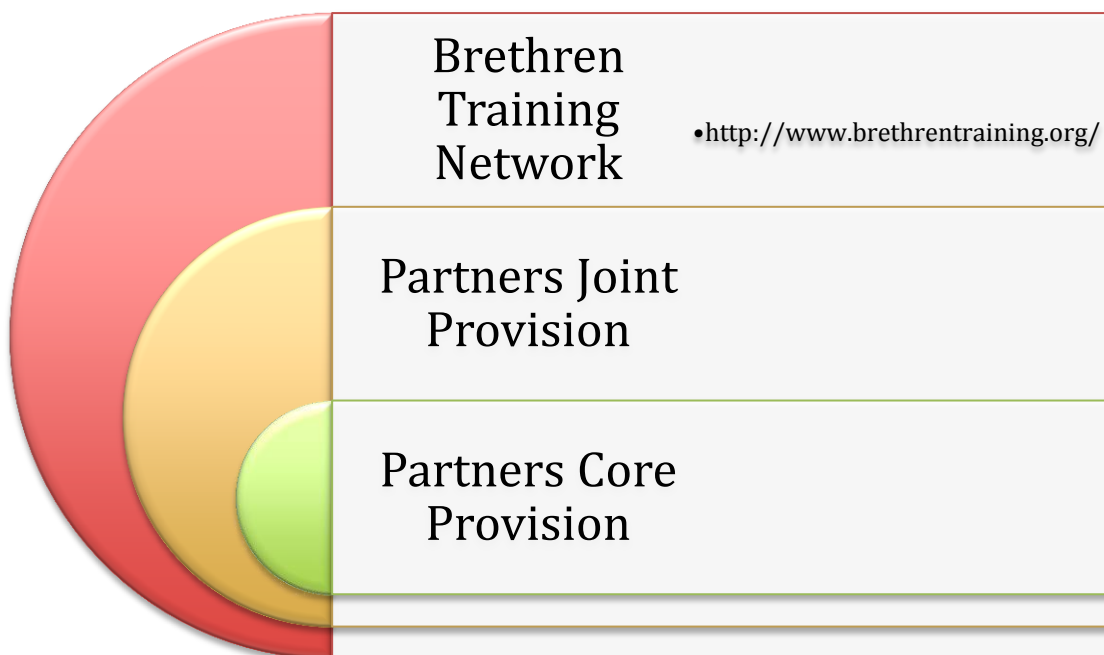 Brethren
Training
Network
•http://www.brethrentraining.org/
Partners Joint
Provision
Partners Core
Provision